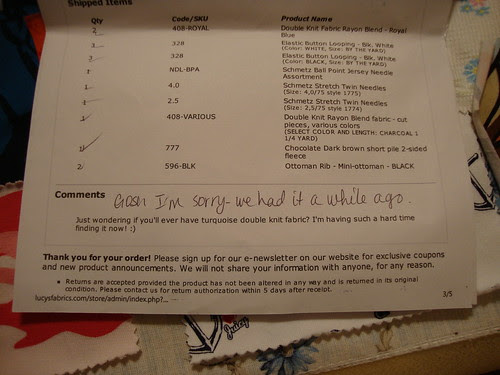 Shipped Items
Qty Code/SKU Product Name
2 408-ROYAL Double Knit Fabric Rayon Blend - Royal
Blue
328 Elastic Button Looping - Blk, White
(Color: WHITE, Size: BY THE YARD)
328 Elastic Button Looping - Blk, White
(Color: BLACK, Size: BY THE YARD)
NDL-BPA Schmetz Ball Point Jersey Needle
Assortment
1 4.0 Schmetz Stretch Twin Needles
(Size: 4,0/75 style 1775)
2.5 Schmetz Stretch Twin Needles
(Size: 2,5/75 style 1774)
1 408-VARIOUS Double Knit Rayon Blend fabric - cut
pieces, various colors
(SELECT COLOR AND LENGTH: CHARCOAL 1
1/4 YARD)
1 777 Chocolate Dark brown short pile 2-sided
fleece
2 596-BLK Ottoman Rib - Mini-ottoman - BLACK
Comments Gosh I'm sorry - we had it a while ago.
Just wondering if you'll ever have turquoise double knit fabric? I'm having such a hard time
finding it now! :)
Thank you for your order! Please sign up for our e-newsletter on our website for exclusive coupons
and new product announcements. We will not share your information with anyone, for any reason.
• Returns are accepted provided the product has not been altered in any way and is returned in its original
condition. Please contact us for return authorization within 5 days after receipt.
lucysfabrics.com/store/admin/index.php?... 3/5